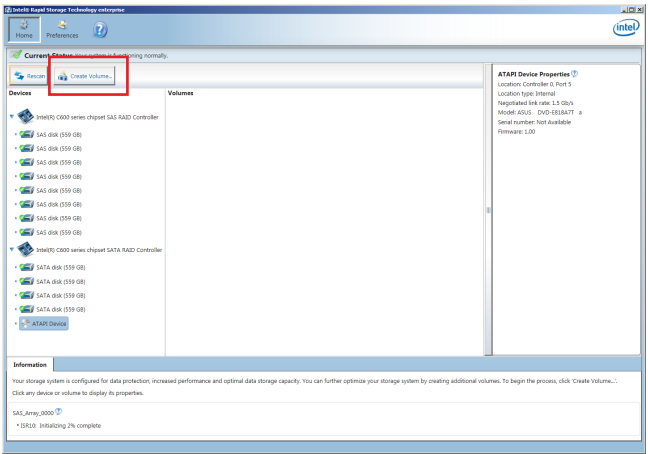 Intel® Rapid Storage Technology enterprise
Home
Preferences
?
intel
Current Status: Your system is functioning normally.
Rescan
Create Volume...
Devices
Volumes
Intel(R) C600 series chipset SAS RAID Controller
SAS disk (559 GB)
SAS disk (559 GB)
SAS disk (559 GB)
SAS disk (559 GB)
SAS disk (559 GB)
SAS disk (559 GB)
SAS disk (559 GB)
SAS disk (559 GB)
Intel(R) C600 series chipset SATA RAID Controller
SATA disk (559 GB)
SATA disk (559 GB)
SATA disk (559 GB)
SATA disk (559 GB)
ATAPI Device
ATAPI Device Properties ?
Location: Controller 0, Port 5
Location type: Internal
Negotiated link rate: 1.5 Gb/s
Model: ASUS DVD-E818A7T a
Serial number: Not Available
Firmware: 1.00
Information
Your storage system is configured for data protection, increased performance and optimal data storage capacity. You can further optimize your storage system by creating additional volumes. To begin the process, click 'Create Volume...'.
Click any device or volume to display its properties.
SAS_Array_0000 ?
• ISR10: Initializing 2% complete